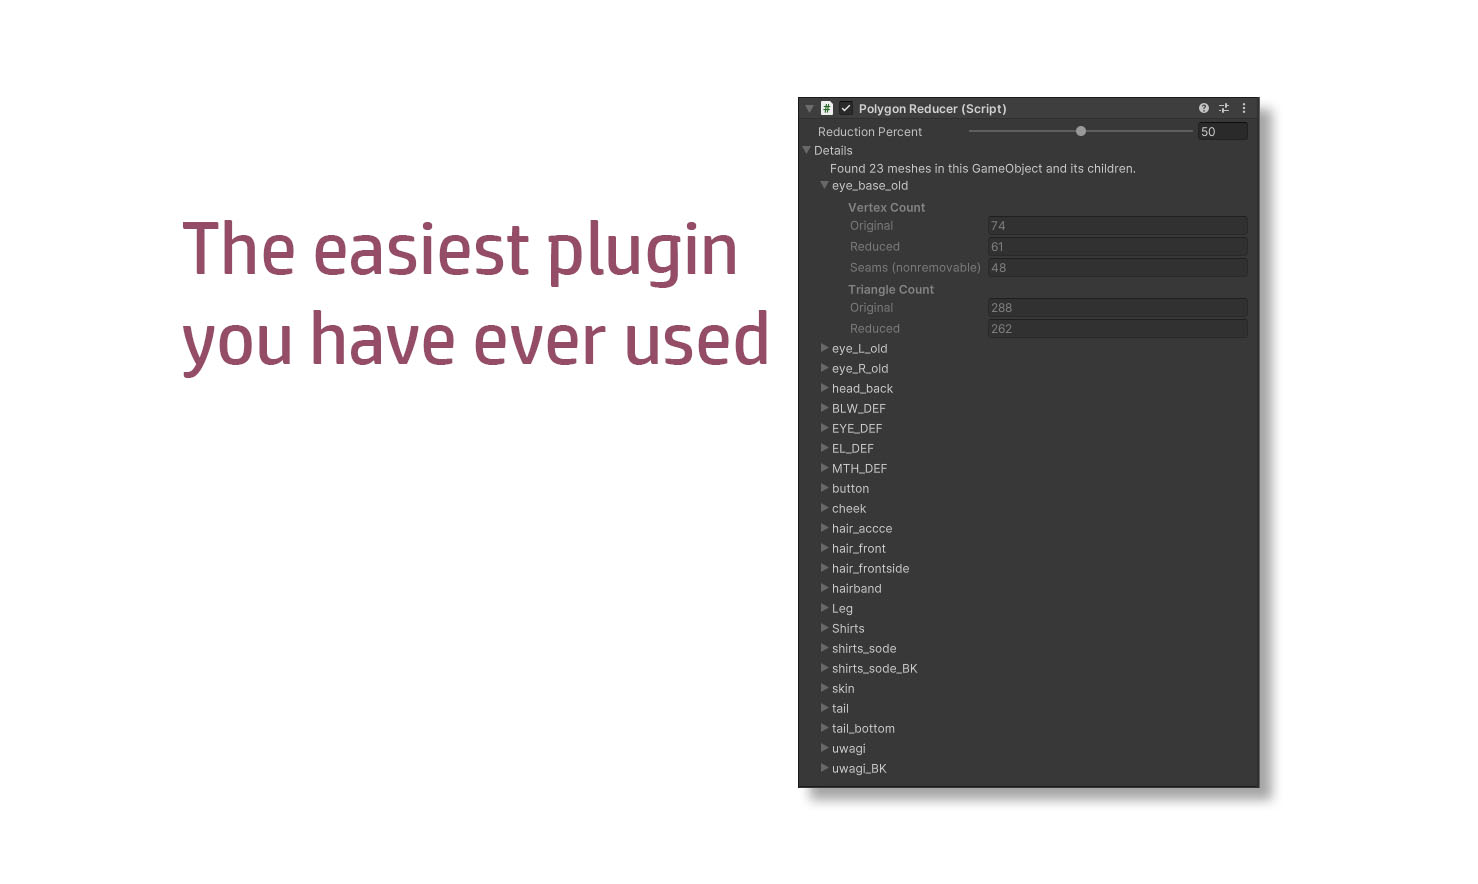 The easiest plugin
you have ever used
# Polygon Reducer (Script)
Reduction Percent 50
Details
Found 23 meshes in this GameObject and its children.
eye_base_old
Vertex Count
Original 74
Reduced 61
Seams (nonremovable) 48
Triangle Count
Original 288
Reduced 262
eye_L_old
eye_R_old
head_back
BLW_DEF
EYE_DEF
EL_DEF
MTH_DEF
button
cheek
hair_accce
hair_front
hair_frontside
hairband
Leg
Shirts
shirts_sode
shirts_sode_BK
skin
tail
tail_bottom
uwagi
uwagi_BK